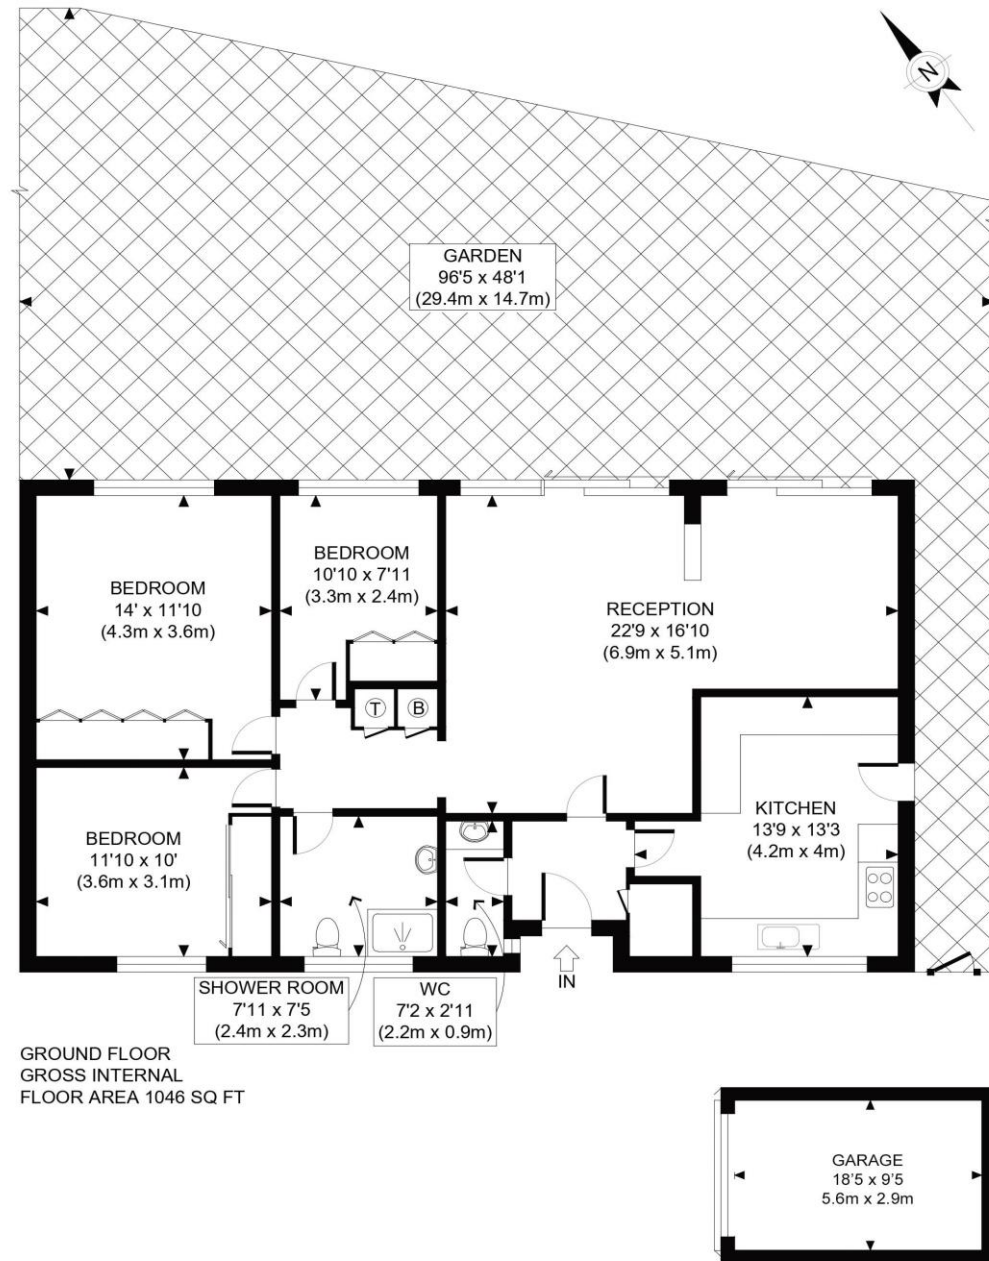 N
GARDEN
96'5 x 48'1
(29.4m x 14.7m)
BEDROOM
14' x 11'10
(4.3m x 3.6m)
BEDROOM
10'10 x 7'11
(3.3m x 2.4m)
RECEPTION
22'9 x 16'10
(6.9m x 5.1m)
T
B
BEDROOM
11'10 x 10'
(3.6m x 3.1m)
KITCHEN
13'9 x 13'3
(4.2m x 4m)
SHOWER ROOM
7'11 x 7'5
(2.4m x 2.3m)
WC
7'2 x 2'11
(2.2m x 0.9m)
IN
GROUND FLOOR
GROSS INTERNAL
FLOOR AREA 1046 SQ FT
GARAGE
18'5 x 9'5
5.6m x 2.9m